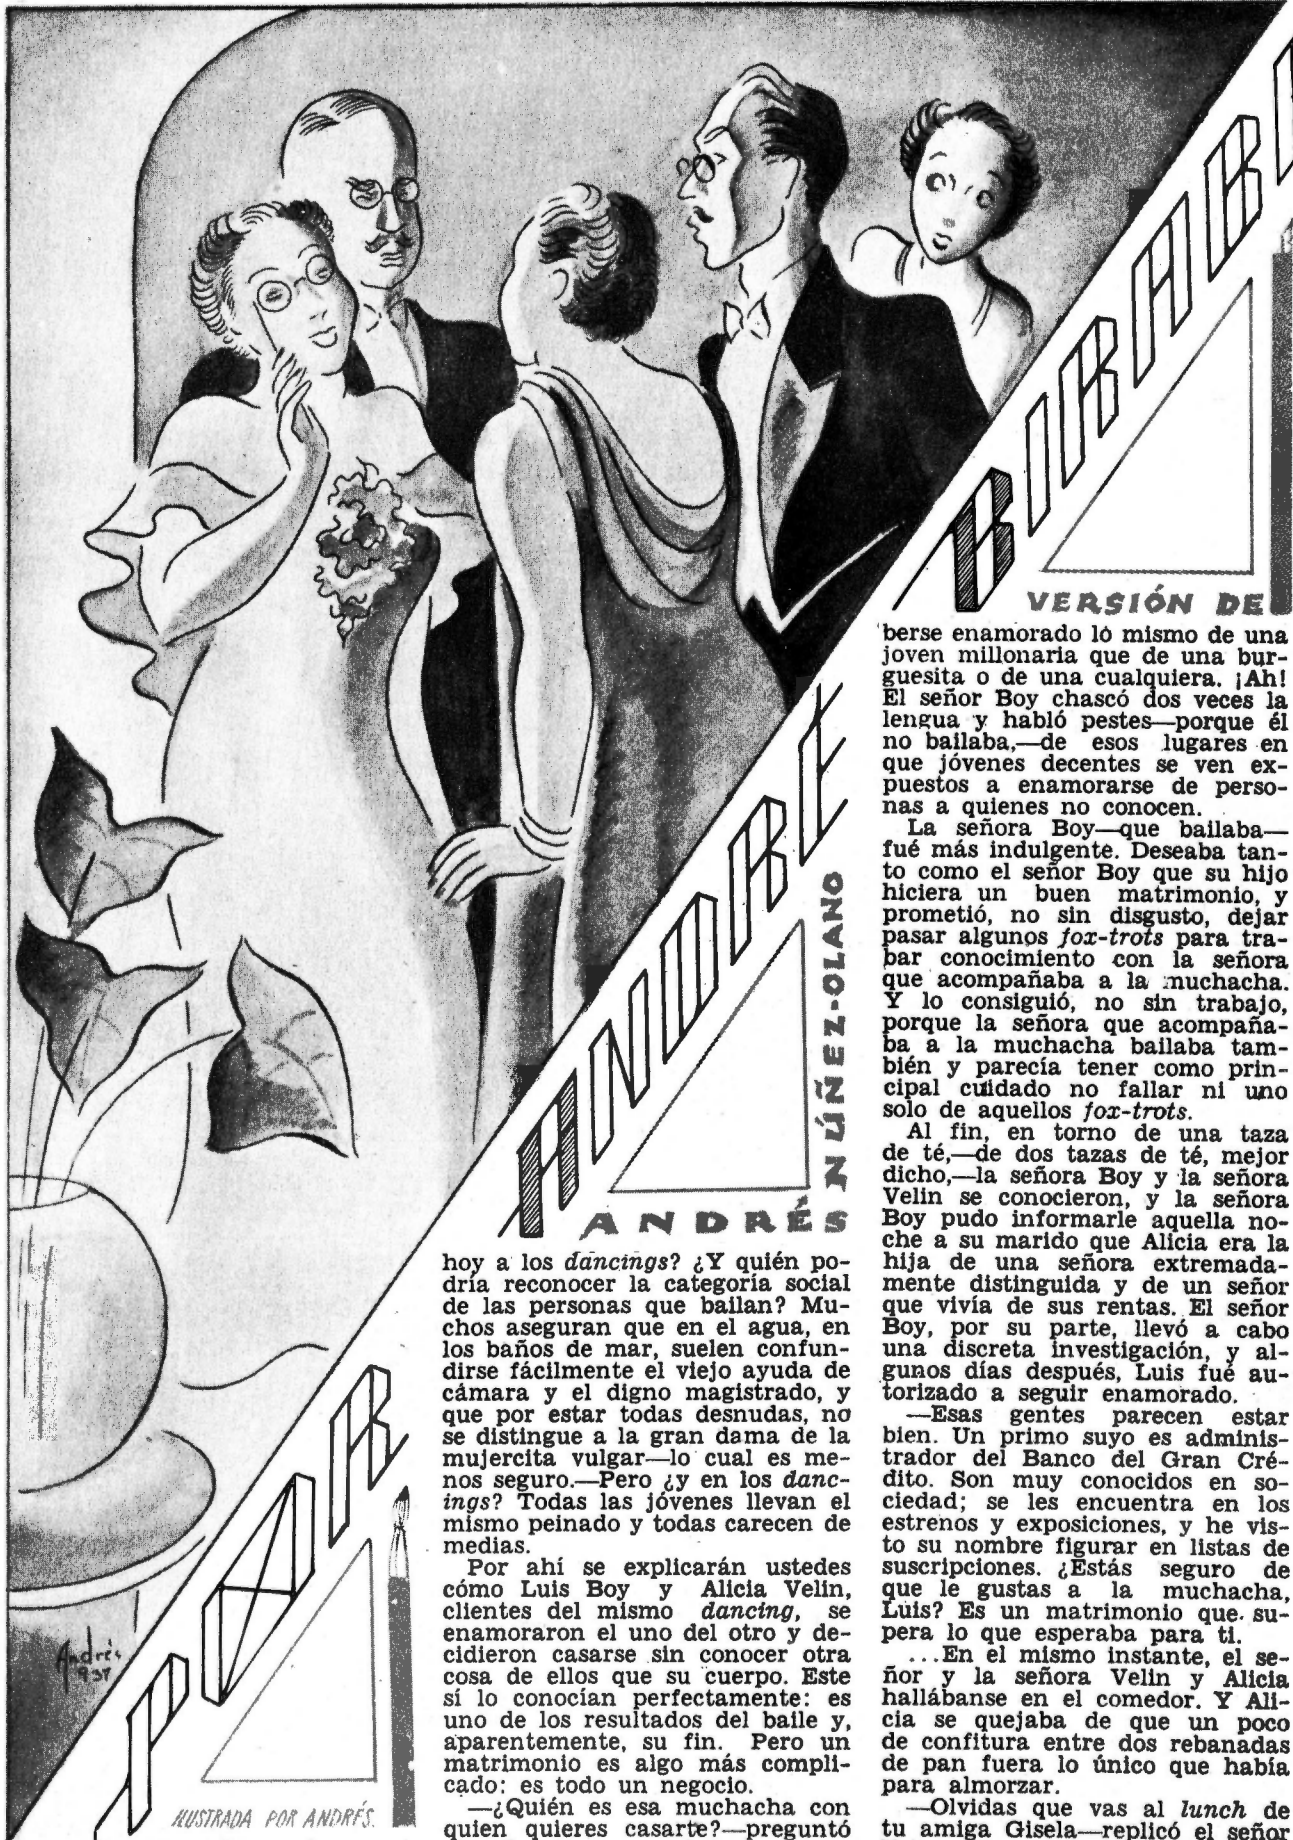 POR
ANDRÉ
BIRAB
VERSIÓN DE
ANDRÉS
NÚÑEZ-OLANO
Andrés
937
ILUSTRADA POR ANDRÉS.
hoy a los dancings? ¿Y quién po-
dría reconocer la categoría social
de las personas que bailan? Mu-
chos aseguran que en el agua, en
los baños de mar, suelen confun-
dirse fácilmente el viejo ayuda de
cámara y el digno magistrado, y
que por estar todas desnudas, no
se distingue a la gran dama de la
mujercita vulgar—lo cual es me-
nos seguro.—Pero ¿y en los danc-
ings? Todas las jóvenes llevan el
mismo peinado y todas carecen de
medias.
Por ahí se explicarán ustedes
cómo Luis Boy y Alicia Velin,
clientes del mismo dancing, se
enamoraron el uno del otro y de-
cidieron casarse sin conocer otra
cosa de ellos que su cuerpo. Este
sí lo conocían perfectamente: es
uno de los resultados del baile y,
aparentemente, su fin. Pero un
matrimonio es algo más compli-
cado: es todo un negocio.
—¿Quién es esa muchacha con
quien quieres casarte?—preguntó
berse enamorado lo mismo de una
joven millonaria que de una bur-
guesita o de una cualquiera. ¡Ah!
El señor Boy chascó dos veces la
lengua y habló pestes—porque él
no bailaba,—de esos lugares en
que jóvenes decentes se ven ex-
puestos a enamorarse de perso-
nas a quienes no conocen.
La señora Boy—que bailaba—
fué más indulgente. Deseaba tan-
to como el señor Boy que su hijo
hiciera un buen matrimonio, y
prometió, no sin disgusto, dejar
pasar algunos fox-trots para tra-
bar conocimiento con la señora
que acompañaba a la muchacha.
Y lo consiguió, no sin trabajo,
porque la señora que acompaña-
ba a la muchacha bailaba tam-
bién y parecía tener como prin-
cipal cuidado no fallar ni uno
solo de aquellos fox-trots.
Al fin, en torno de una taza
de té,—de dos tazas de té, mejor
dicho,—la señora Boy y la señora
Velin se conocieron, y la señora
Boy pudo informarle aquella no-
che a su marido que Alicia era la
hija de una señora extremada-
mente distinguida y de un señor
que vivía de sus rentas. El señor
Boy, por su parte, llevó a cabo
una discreta investigación, y al-
gunos días después, Luis fué au-
torizado a seguir enamorado.
—Esas gentes parecen estar
bien. Un primo suyo es adminis-
trador del Banco del Gran Cré-
dito. Son muy conocidos en so-
ciedad; se les encuentra en los
estrenos y exposiciones, y he vis-
to su nombre figurar en listas de
suscripciones. ¿Estás seguro de
que le gustas a la muchacha,
Luis? Es un matrimonio que su-
pera lo que esperaba para ti.
...En el mismo instante, el se-
ñor y la señora Velin y Alicia
hallábanse en el comedor. Y Ali-
cia se quejaba de que un poco
de confitura entre dos rebanadas
de pan fuera lo único que había
para almorzar.
—Olvidas que vas al lunch de
tu amiga Gisela—replicó el señor